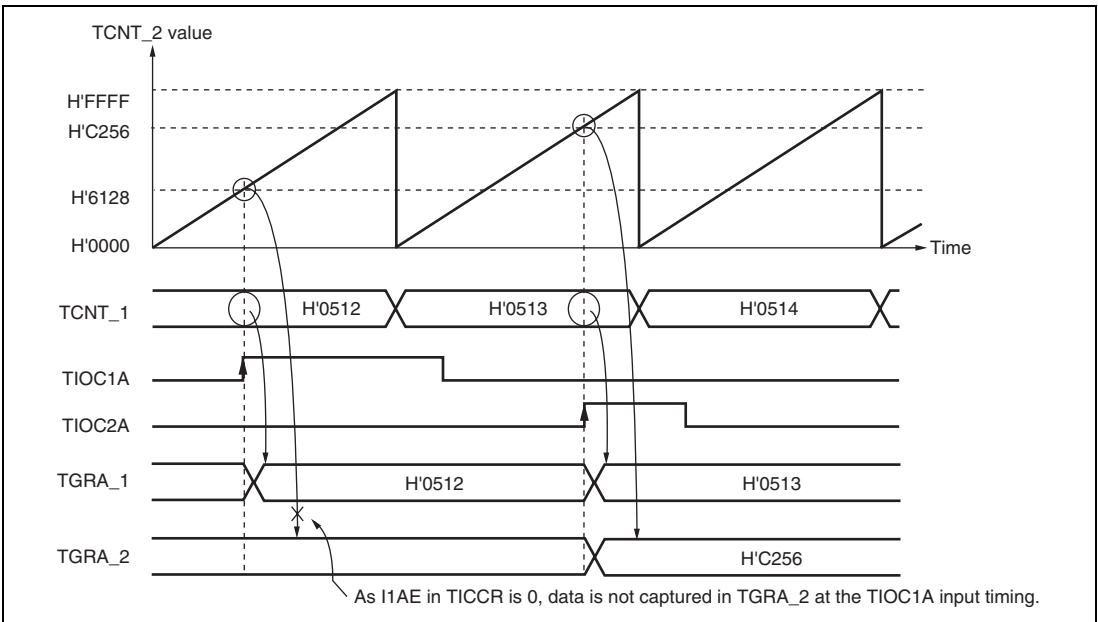 TCNT_2 value
H'FFFF
H'C256
H'6128
H'0000
Time
TCNT_1
H'0512
H'0513
H'0514
TIOC1A
TIOC2A
TGRA_1
H'0512
H'0513
TGRA_2
H'C256
As I1AE in TICCR is 0, data is not captured in TGRA_2 at the TIOC1A input timing.